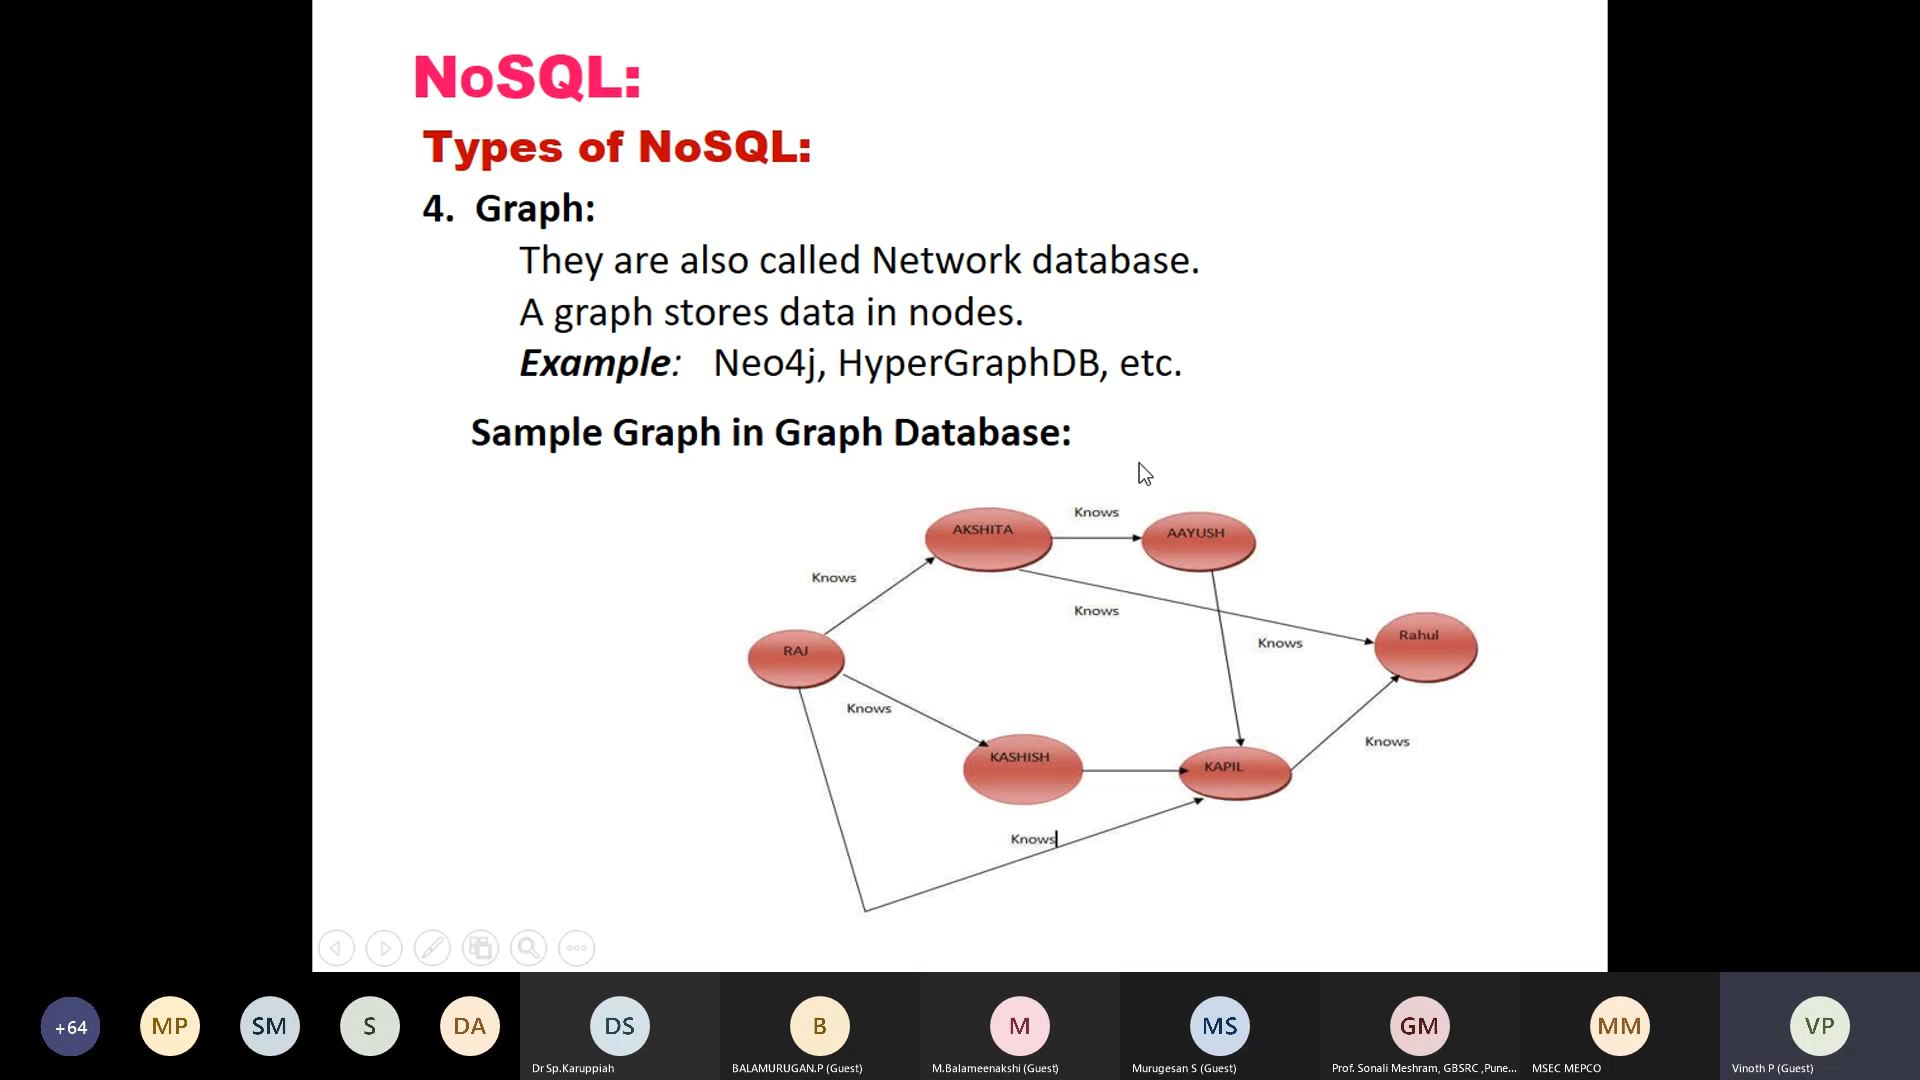 NoSQL:
Types of NoSQL:
4. Graph:
They are also called Network database.
A graph stores data in nodes.
Example: Neo4j, HyperGraphDB, etc.
Sample Graph in Graph Database:
Knows
AKSHITA
AAYUSH
Knows
Knows
Rahul
Knows
RAJ
Knows
Knows
KASHISH
KAPIL
Knows
+64
MP
SM
S
DA
DS
B
M
MS
GM
MM
VP
Dr Sp.Karuppiah
BALAMURUGAN.P (Guest)
M.Balameenakshi (Guest)
Murugesan S (Guest)
Prof. Sonali Meshram, GBSRC ,Pune...
MSEC MEPCO
Vinoth P (Guest)